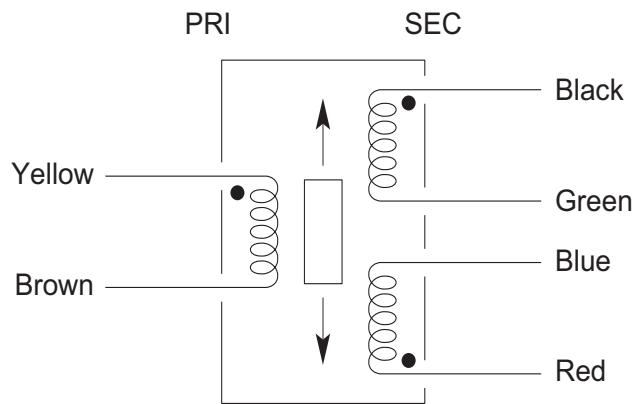 PRI
SEC
Black
Yellow
Green
Blue
Brown
Red